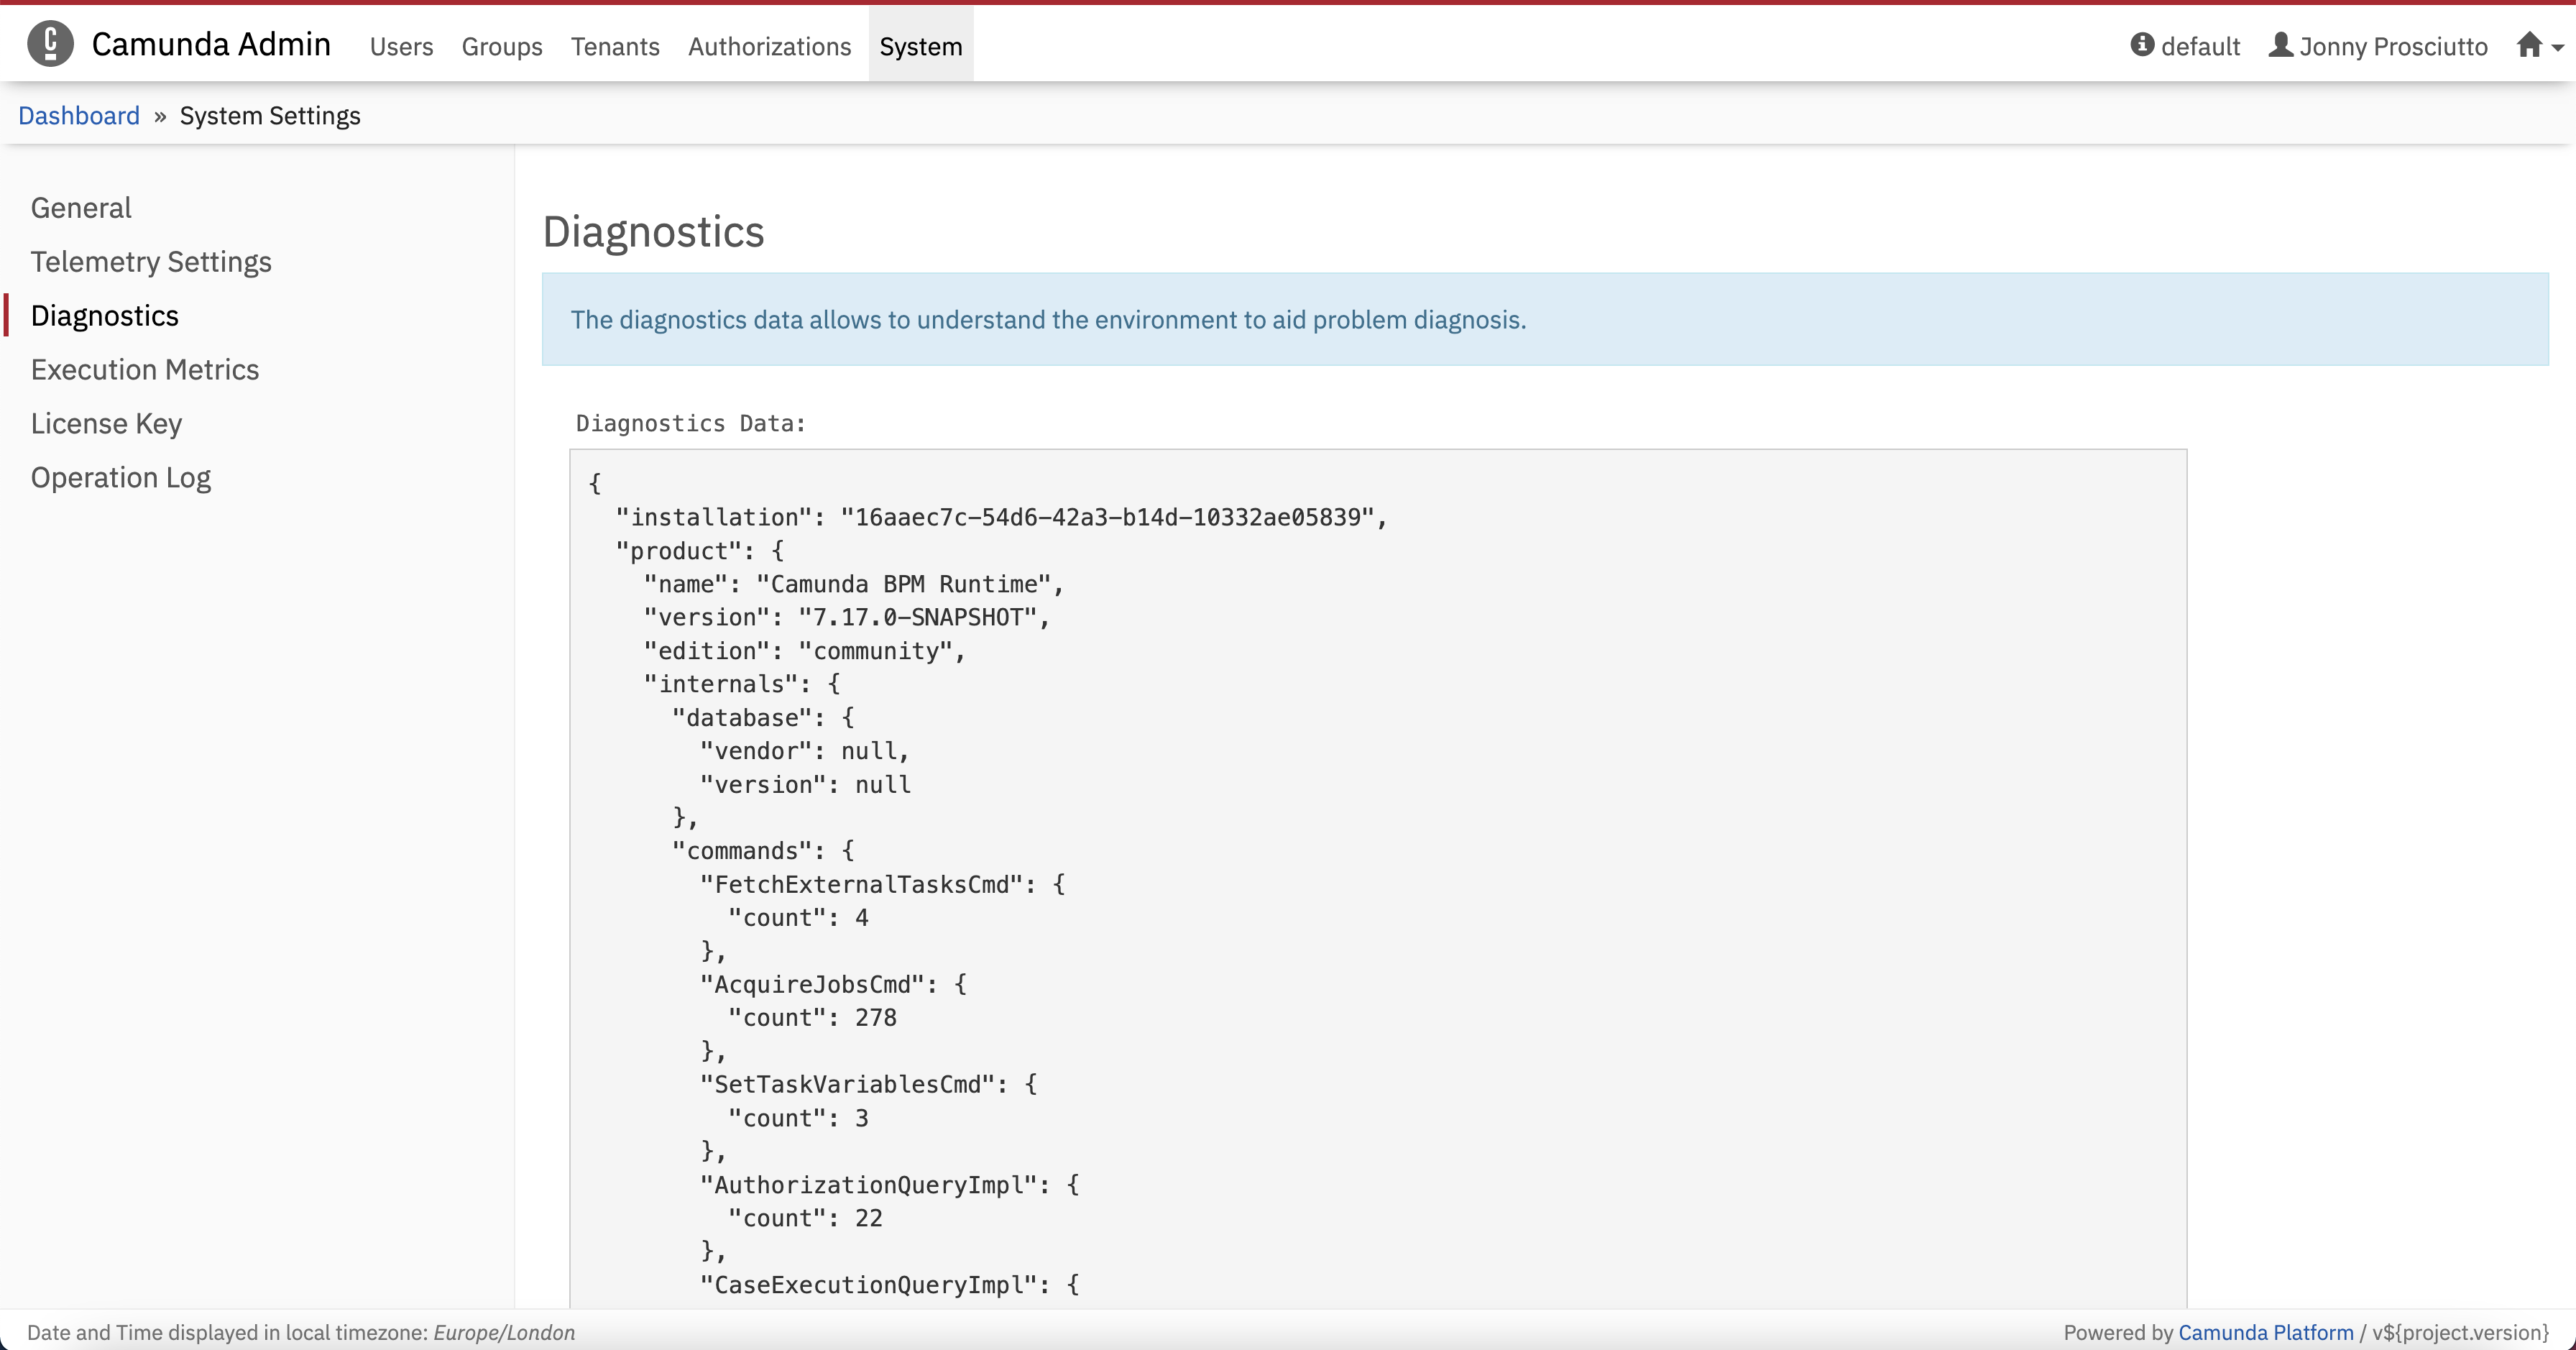 Camunda Admin Users Groups Tenants Authorizations System default Jonny Prosciutto
Dashboard » System Settings
General
Telemetry Settings
Diagnostics
Execution Metrics
License Key
Operation Log
Diagnostics
The diagnostics data allows to understand the environment to aid problem diagnosis.
Diagnostics Data:
{
  "installation": "16aaec7c-54d6-42a3-b14d-10332ae05839",
  "product": {
    "name": "Camunda BPM Runtime",
    "version": "7.17.0-SNAPSHOT",
    "edition": "community",
    "internals": {
      "database": {
        "vendor": null,
        "version": null
      },
      "commands": {
        "FetchExternalTasksCmd": {
          "count": 4
        },
        "AcquireJobsCmd": {
          "count": 278
        },
        "SetTaskVariablesCmd": {
          "count": 3
        },
        "AuthorizationQueryImpl": {
          "count": 22
        },
        "CaseExecutionQueryImpl": {
Date and Time displayed in local timezone: Europe/London
Powered by Camunda Platform / v${project.version}